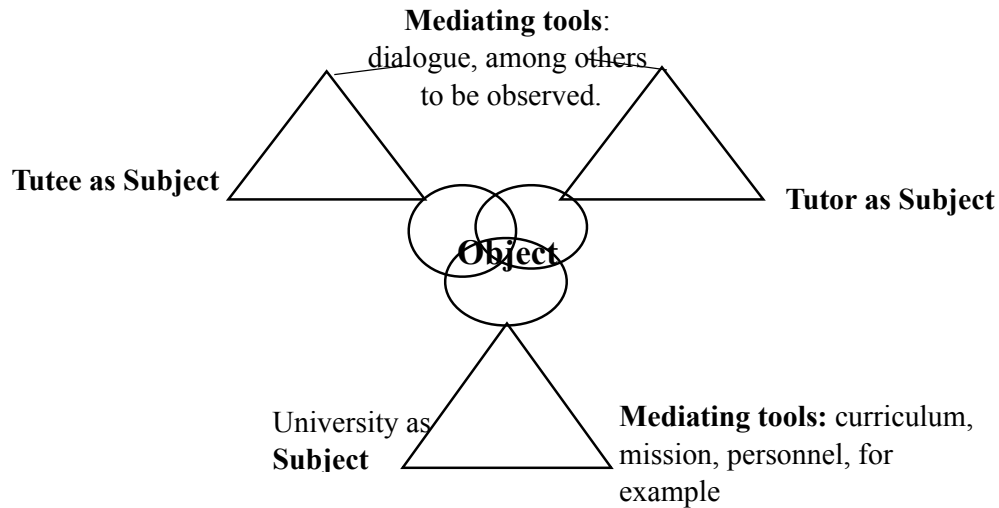 Mediating tools:
dialogue, among others
to be observed.
Tutee as Subject
Tutor as Subject
Object
University as
Subject
Mediating tools: curriculum,
mission, personnel, for
example